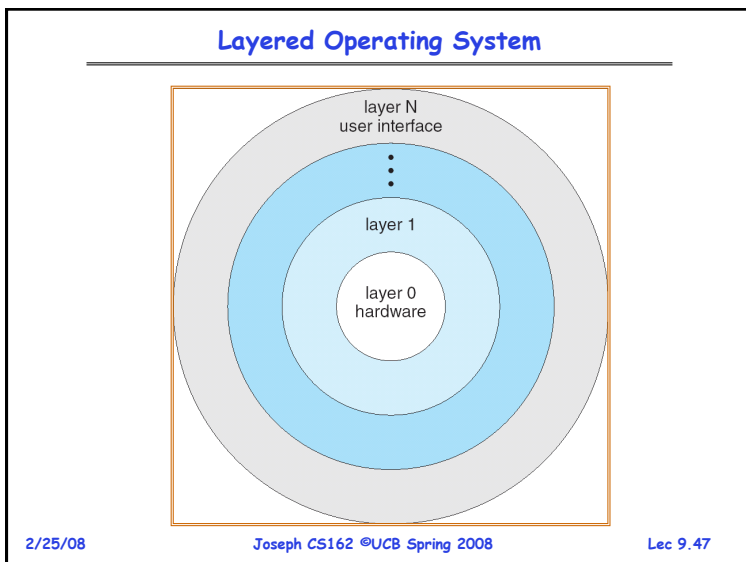 Layered Operating System
layer N
user interface
layer 1
layer 0
hardware
2/25/08 Joseph CS162 ©UCB Spring 2008 Lec 9.47